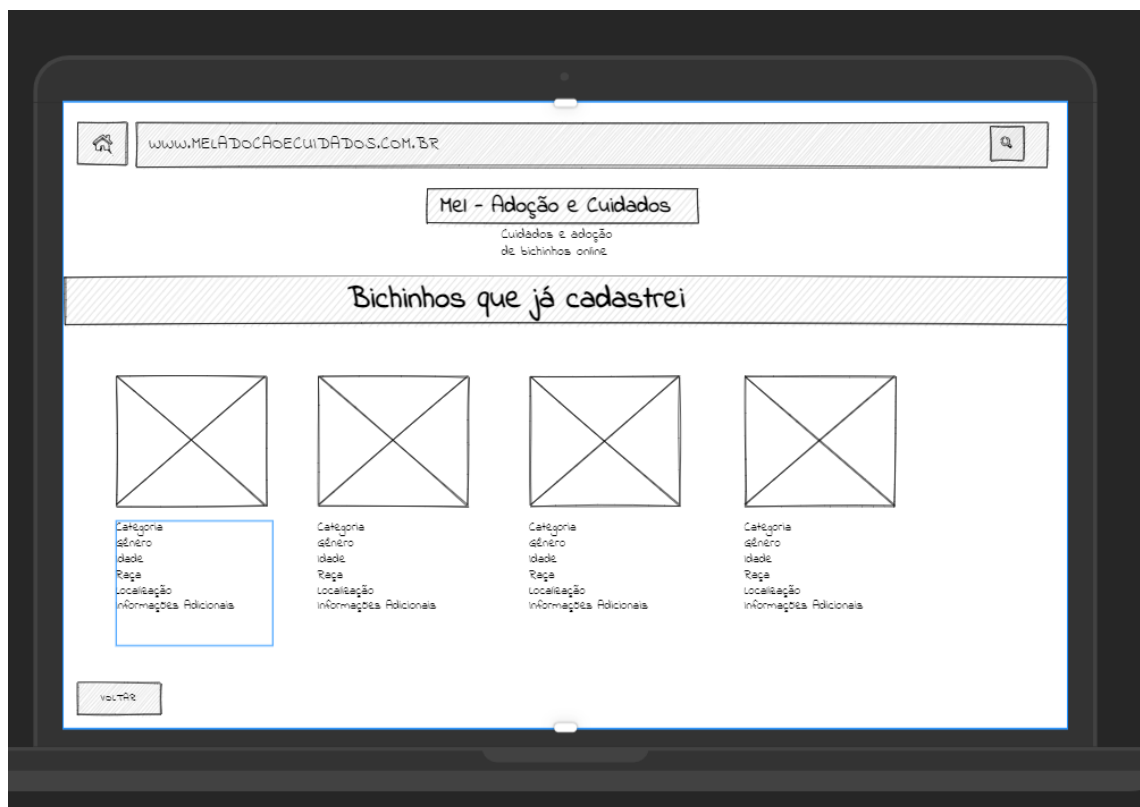 www.MELADOCAOECUIDADOS.COM.BR
Mel - Adoção e Cuidados
Cuidados e adoção
de bichinhos online
Bichinhos que já cadastrei
Categoria
Gênero
Idade
Raça
Localização
Informações Adicionais
Categoria
Gênero
Idade
Raça
Localização
Informações Adicionais
Categoria
Gênero
Idade
Raça
Localização
Informações Adicionais
Categoria
Gênero
Idade
Raça
Localização
Informações Adicionais
VOLTAR